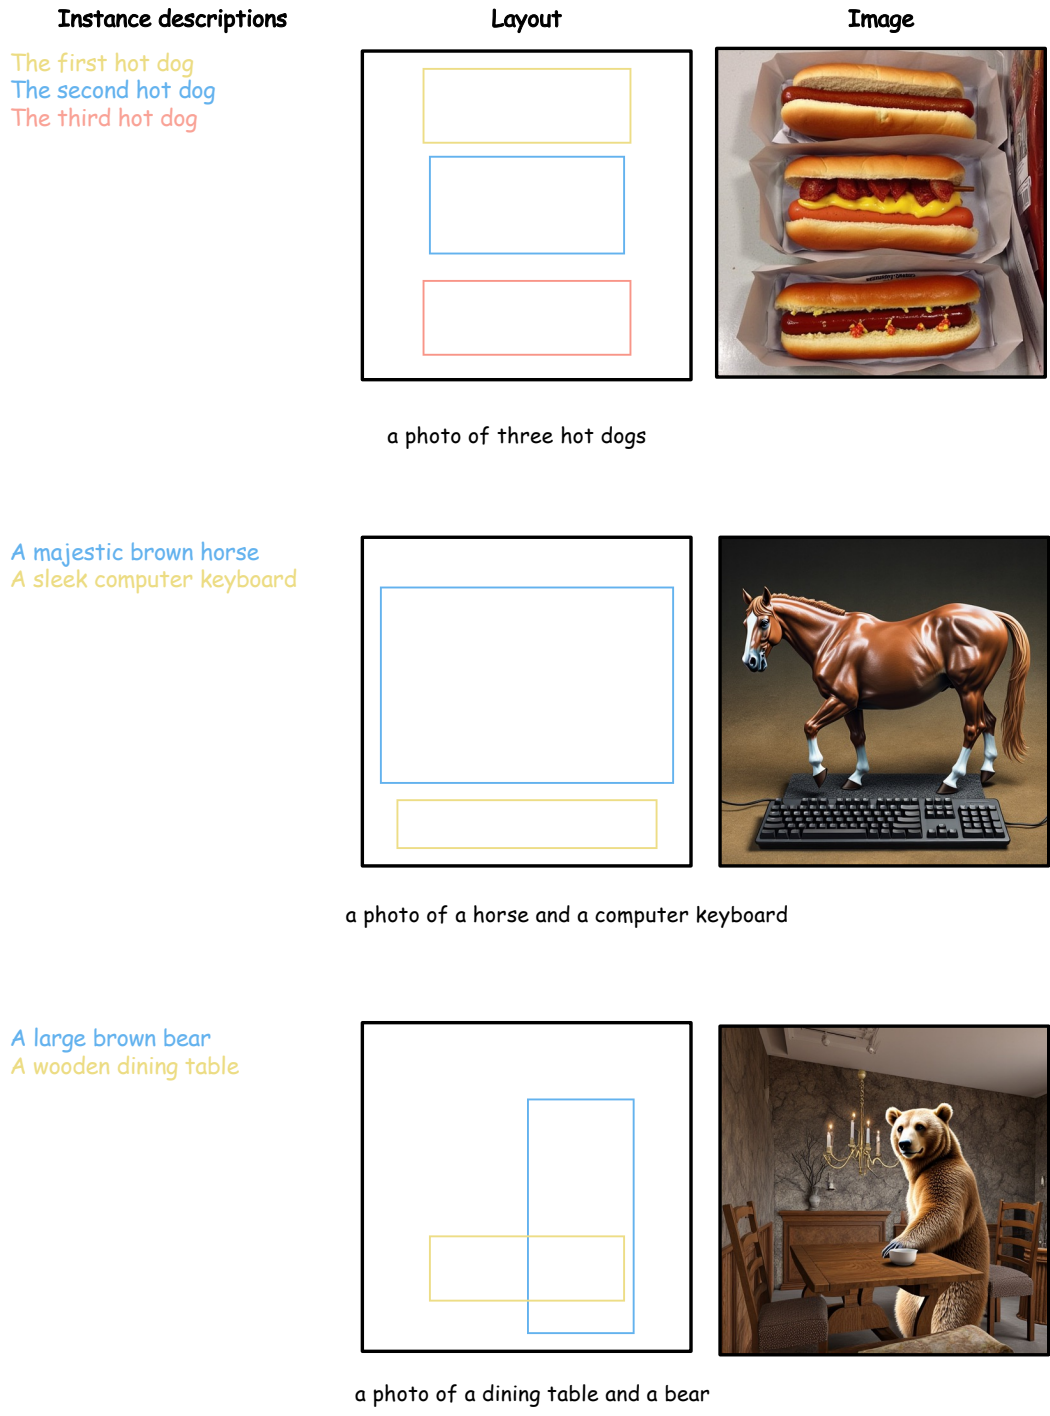 Instance descriptions
Layout
Image
The first hot dog
The second hot dog
The third hot dog
a photo of three hot dogs
A majestic brown horse
A sleek computer keyboard
a photo of a horse and a computer keyboard
A large brown bear
A wooden dining table
a photo of a dining table and a bear